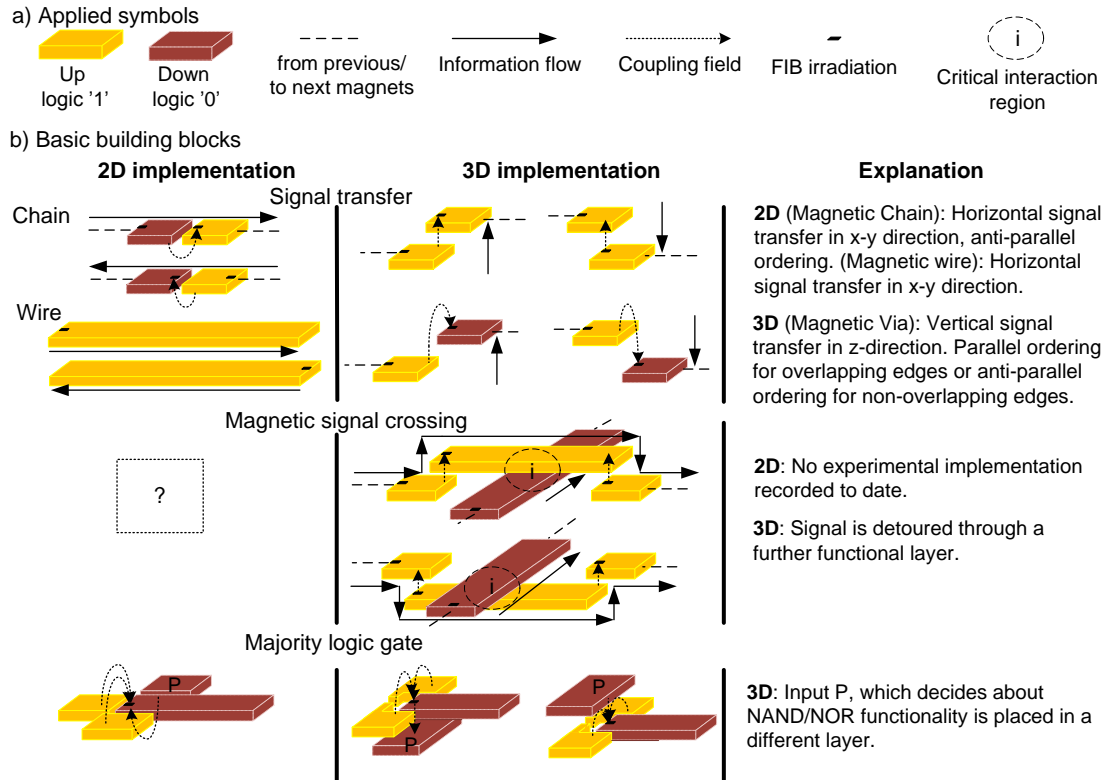 a) Applied symbols
Up
logic '1'
Down
logic '0'
from previous/
to next magnets
Information flow
Coupling field
FIB irradiation
i
Critical interaction
region
b) Basic building blocks
2D implementation
3D implementation
Explanation
Signal transfer
Chain
Wire
2D (Magnetic Chain): Horizontal signal
transfer in x-y direction, anti-parallel
ordering. (Magnetic wire): Horizontal
signal transfer in x-y direction.
3D (Magnetic Via): Vertical signal
transfer in z-direction. Parallel ordering
for overlapping edges or anti-parallel
ordering for non-overlapping edges.
Magnetic signal crossing
?
i
i
2D: No experimental implementation
recorded to date.
3D: Signal is detoured through a
further functional layer.
Majority logic gate
P
P
P
3D: Input P, which decides about
NAND/NOR functionality is placed in a
different layer.